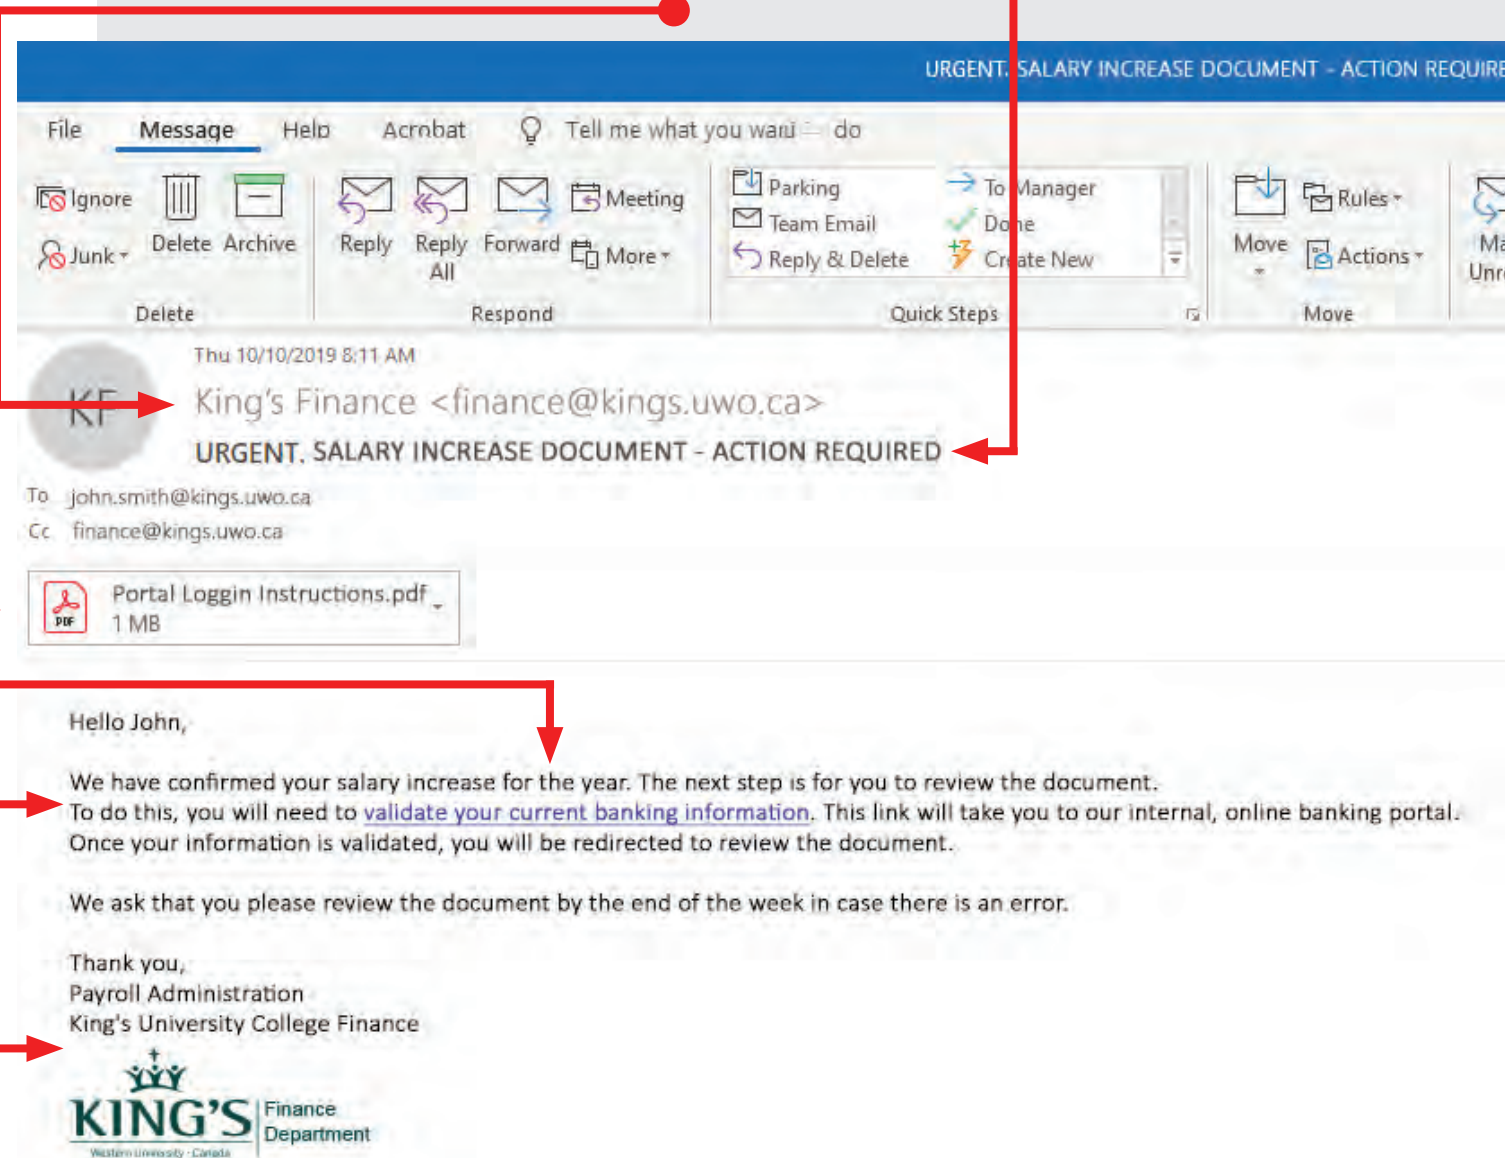 URGENT. SALARY INCREASE DOCUMENT - ACTION REQUIRE
File Message Help Acrobat Tell me what you want do
Ignore
Junk
Delete Archive
Delete
Reply
Reply All
Forward
Meeting
More
Respond
Parking
Team Email
Reply & Delete
To Manager
Done
Create New
Quick Steps
Move
Rules
Actions
Move
Thu 10/10/2019 8:11 AM
KF
King's Finance <finance@kings.uwo.ca>
URGENT. SALARY INCREASE DOCUMENT - ACTION REQUIRED
To john.smith@kings.uwo.ca
Cc finance@kings.uwo.ca
PDF
Portal Loggin Instructions.pdf
1 MB
Hello John,
We have confirmed your salary increase for the year. The next step is for you to review the document.
To do this, you will need to validate your current banking information. This link will take you to our internal, online banking portal.
Once your information is validated, you will be redirected to review the document.
We ask that you please review the document by the end of the week in case there is an error.
Thank you,
Payroll Administration
King's University College Finance
KING'S
Western University · Canada
Finance
Department